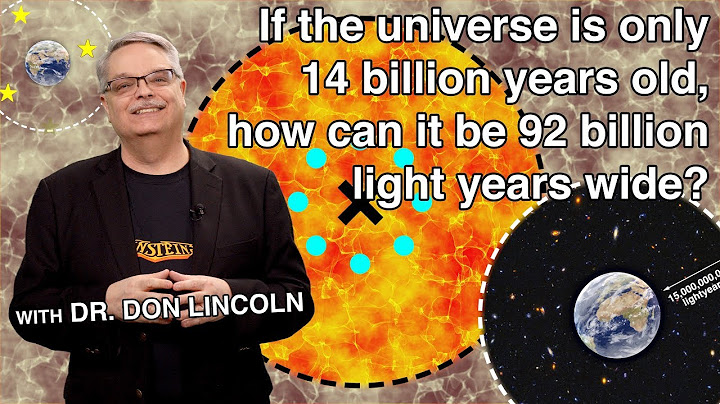 If the universe is only
14 billion years old,
how can it be 92 billion
light years wide?
WITH DR. DON LINCOLN